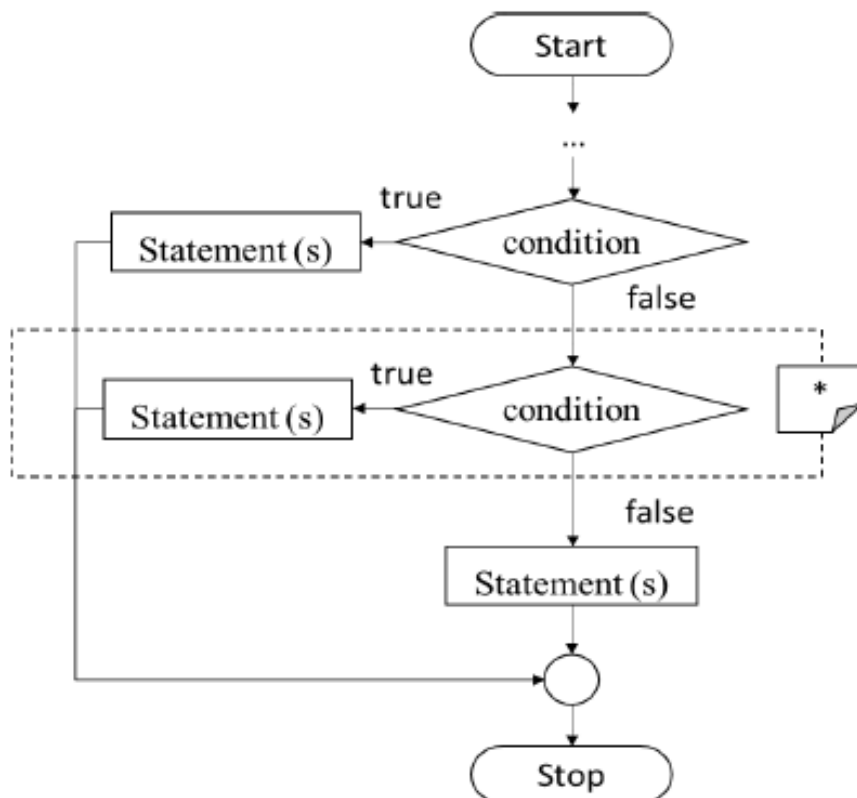 Start
...
true
Statement (s)
condition
false
true
Statement (s)
condition
*
false
Statement (s)
Stop